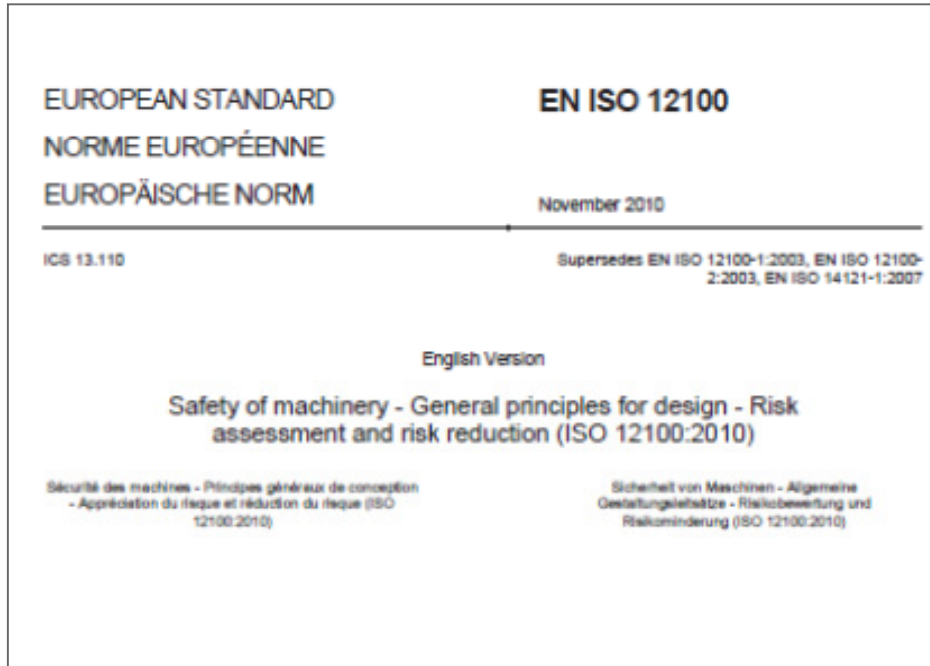 EUROPEAN STANDARD
NORME EUROPÉENNE
EUROPÄISCHE NORM
EN ISO 12100
November 2010
ICS 13.110
Supersedes EN ISO 12100-1:2003, EN ISO 12100-
2:2003, EN ISO 14121-1:2007
English Version
Safety of machinery - General principles for design - Risk
assessment and risk reduction (ISO 12100:2010)
Sécurité des machines - Principes généraux de conception
- Appréciation du risque et réduction du risque (ISO
12100:2010)
Sicherheit von Maschinen - Allgemeine
Gestaltungsleitsätze - Risikobewertung und
Risikominderung (ISO 12100:2010)